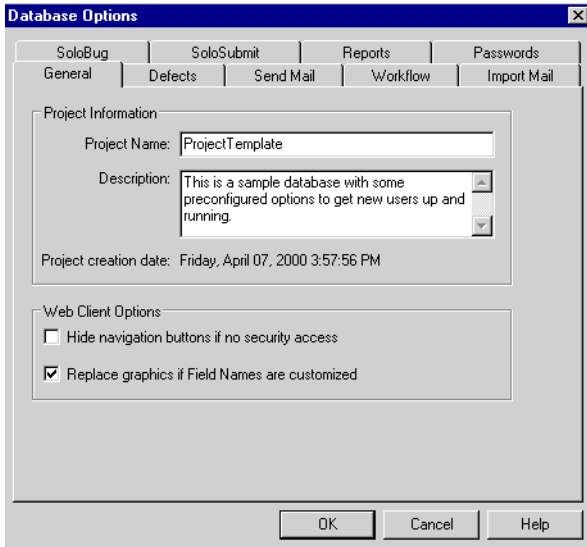 Database Options
SoloBug SoloSubmit Reports Passwords
General Defects Send Mail Workflow Import Mail
Project Information
Project Name: ProjectTemplate
Description: This is a sample database with some
preconfigured options to get new users up and
running.
Project creation date: Friday, April 07, 2000 3:57:56 PM
Web Client Options
Hide navigation buttons if no security access
Replace graphics if Field Names are customized
OK Cancel Help